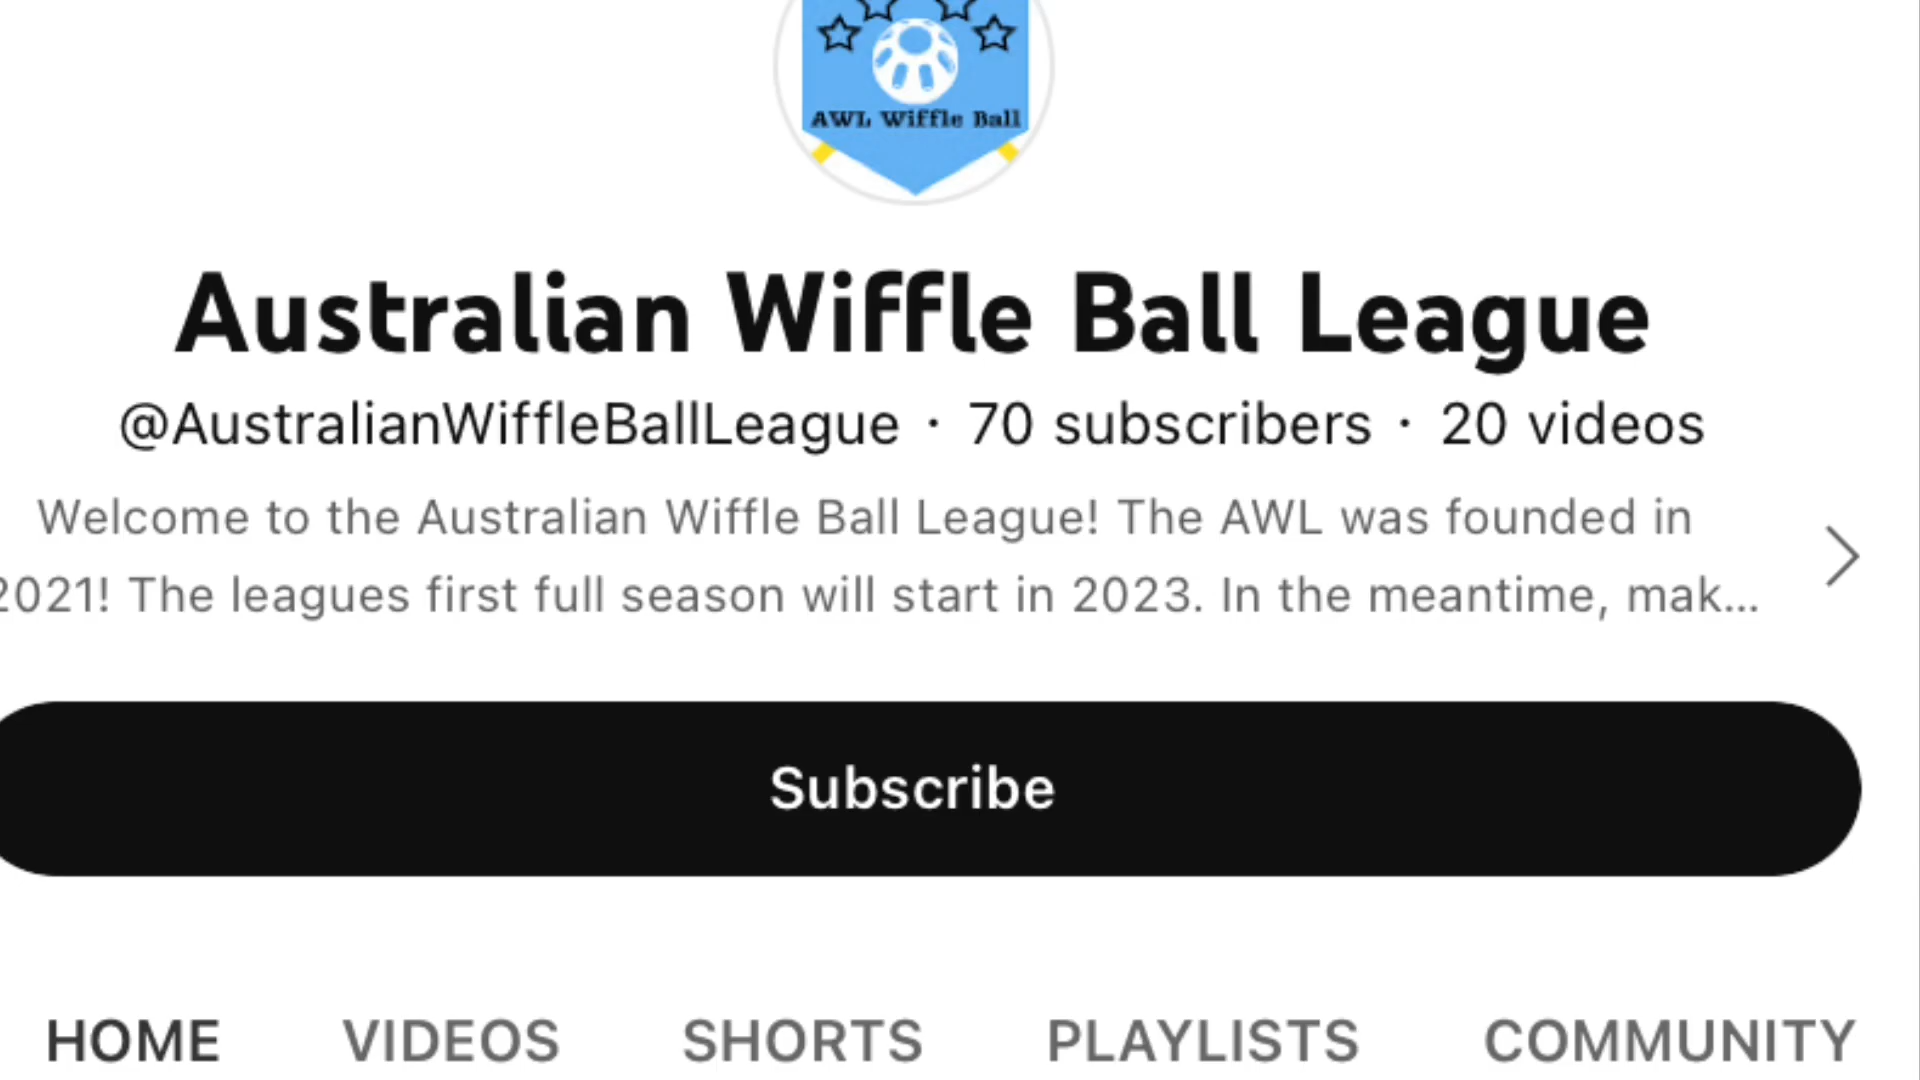 AWL Wiffle Ball
Australian Wiffle Ball League
@AustralianWiffleBallLeague · 70 subscribers · 20 videos
Welcome to the Australian Wiffle Ball League! The AWL was founded in
2021! The leagues first full season will start in 2023. In the meantime, mak...
Subscribe
HOME VIDEOS SHORTS PLAYLISTS COMMUNITY